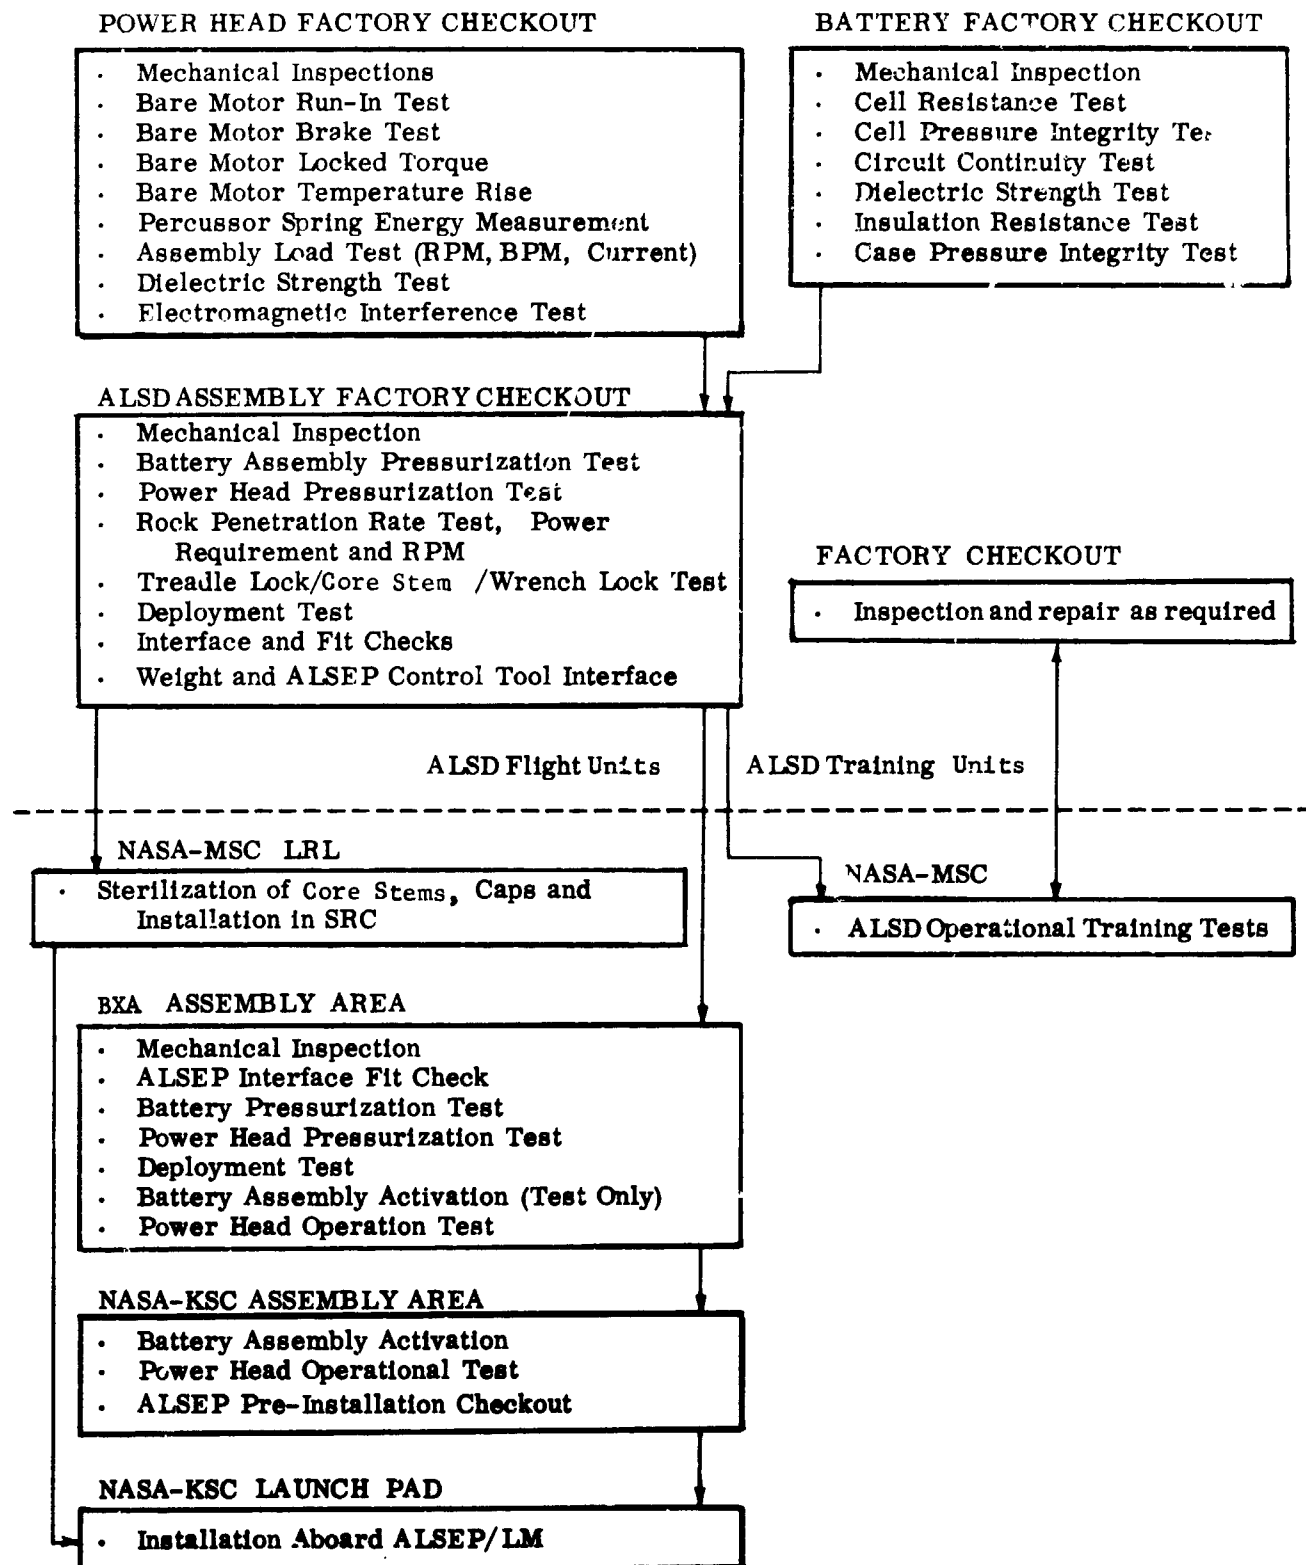 POWER HEAD FACTORY CHECKOUT
· Mechanical Inspections
· Bare Motor Run-In Test
· Bare Motor Brake Test
· Bare Motor Locked Torque
· Bare Motor Temperature Rise
· Percussor Spring Energy Measurement
· Assembly Load Test (RPM, BPM, Current)
· Dielectric Strength Test
· Electromagnetic Interference Test
BATTERY FACTORY CHECKOUT
· Mechanical Inspection
· Cell Resistance Test
· Cell Pressure Integrity Te
· Circuit Continuity Test
· Dielectric Strength Test
· Insulation Resistance Test
· Case Pressure Integrity Test
ALSD ASSEMBLY FACTORY CHECKOUT
· Mechanical Inspection
· Battery Assembly Pressurization Test
· Power Head Pressurization Test
· Rock Penetration Rate Test, Power
Requirement and RPM
· Treadle Lock/Core Stem /Wrench Lock Test
· Deployment Test
· Interface and Fit Checks
· Weight and ALSEP Control Tool Interface
FACTORY CHECKOUT
· Inspection and repair as required
ALSD Flight Units
ALSD Training Units
NASA-MSC LRL
· Sterilization of Core Stems, Caps and
Installation in SRC
NASA-MSC
· ALSD Operational Training Tests
BXA ASSEMBLY AREA
· Mechanical Inspection
· ALSEP Interface Fit Check
· Battery Pressurization Test
· Power Head Pressurization Test
· Deployment Test
· Battery Assembly Activation (Test Only)
· Power Head Operation Test
NASA-KSC ASSEMBLY AREA
· Battery Assembly Activation
· Power Head Operational Test
· ALSEP Pre-Installation Checkout
NASA-KSC LAUNCH PAD
· Installation Aboard ALSEP/LM